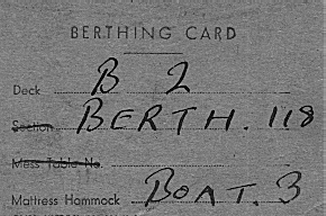 BERTHING CARD
Deck B 2
Section BERTH. 118
Mess Table No.
Mattress Hammock BOAT. 3